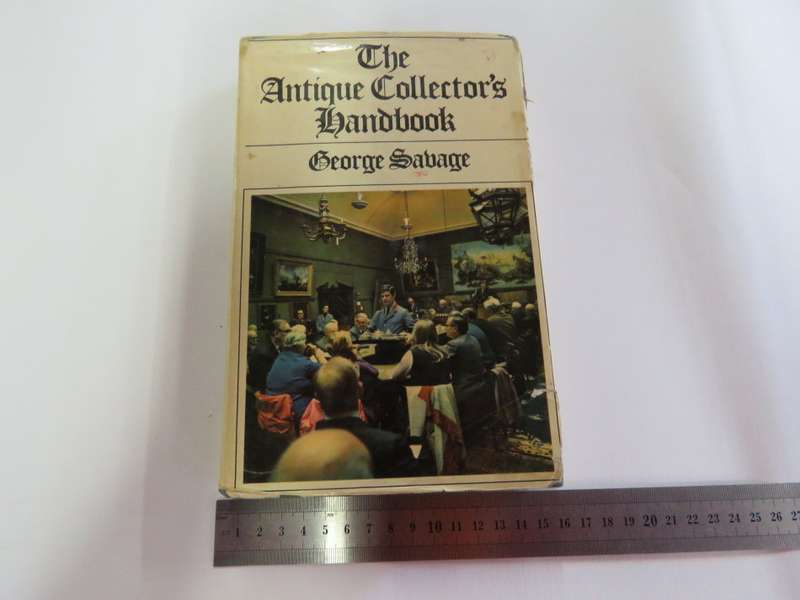 The
Antique Collector's
Handbook
George Savage
1 2 3 4 5 6 7 8 9 10 11 12 13 14 15 16 17 18 19 20 21 22 23 24 25 26 27